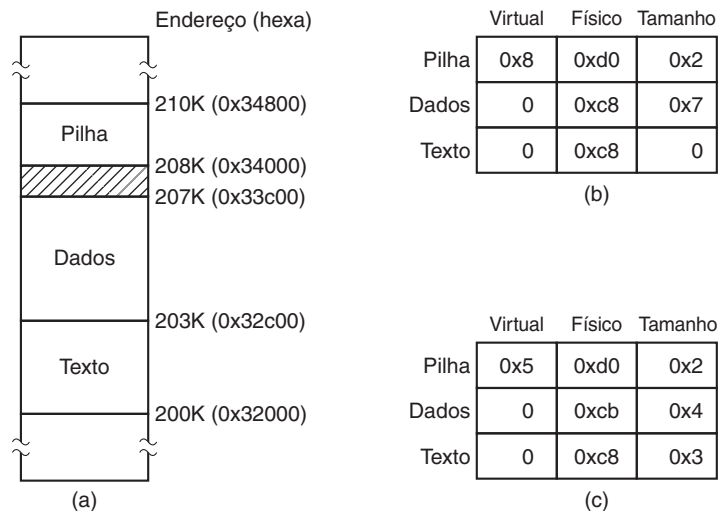 Endereço (hexa)
210K (0x34800)
Pilha
208K (0x34000)
207K (0x33c00)
Dados
203K (0x32c00)
Texto
200K (0x32000)
(a)
Virtual Físico Tamanho
Pilha 0x8 0xd0 0x2
Dados 0 0xc8 0x7
Texto 0 0xc8 0
(b)
Virtual Físico Tamanho
Pilha 0x5 0xd0 0x2
Dados 0 0xcb 0x4
Texto 0 0xc8 0x3
(c)